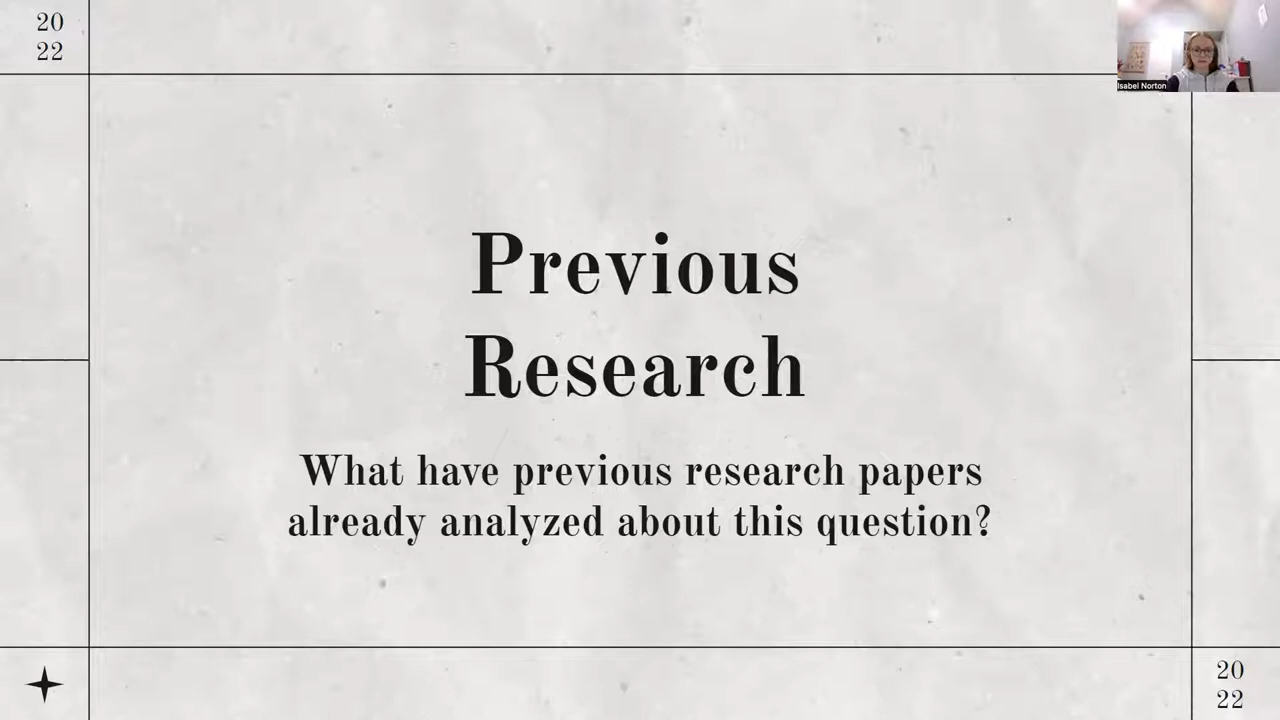 20
22
Isabel Norton
Previous
Research
What have previous research papers
already analyzed about this question?
20
22